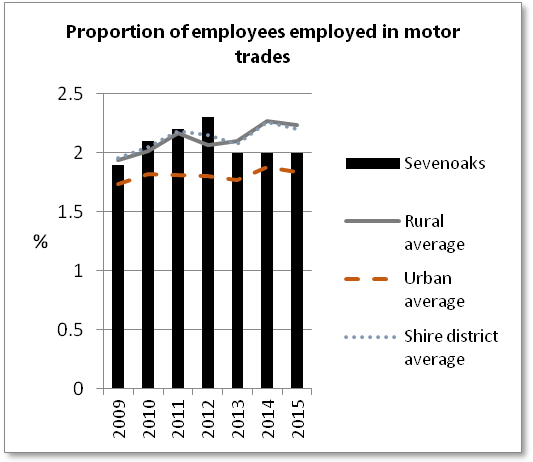 Proportion of employees employed in motor
trades
2.5
2
1.5
1
0.5
0
%
2009
2010
2011
2012
2013
2014
2015
Sevenoaks
Rural
average
Urban
average
Shire district
average